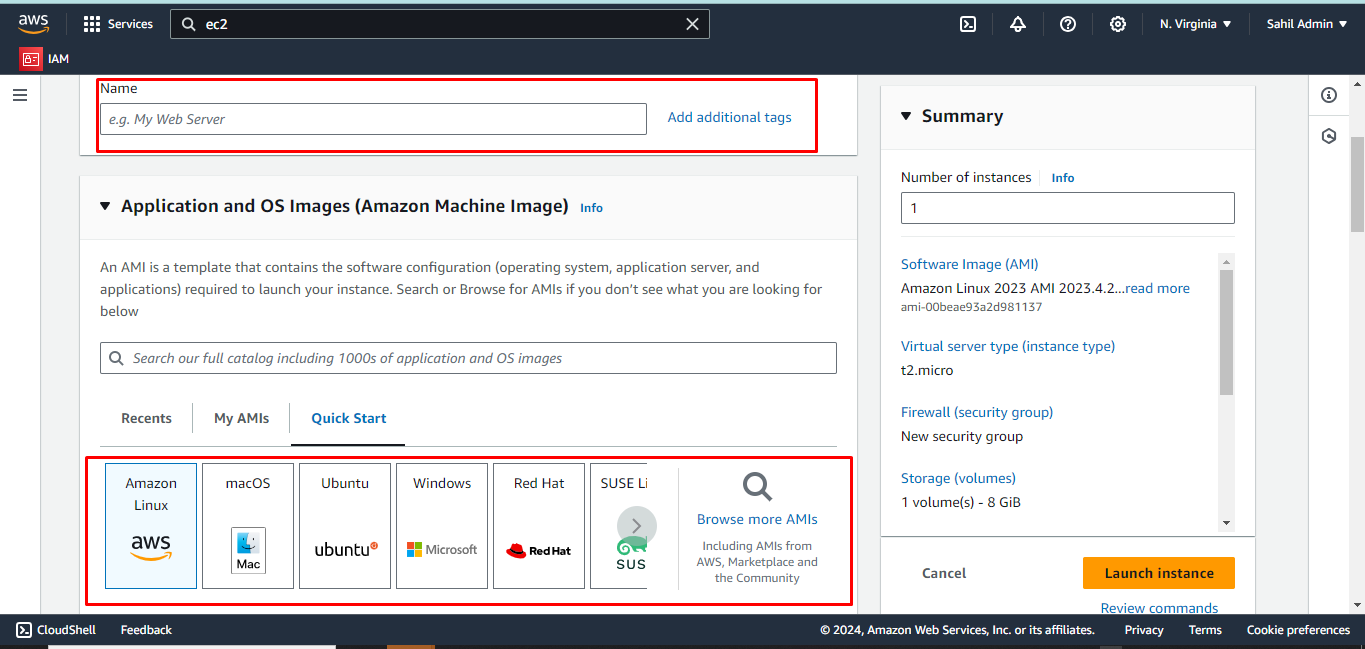 aws
Services
ec2
N. Virginia
Sahil Admin
IAM
Name
e.g. My Web Server
Add additional tags
Application and OS Images (Amazon Machine Image) Info
An AMI is a template that contains the software configuration (operating system, application server, and
applications) required to launch your instance. Search or Browse for AMIs if you don’t see what you are looking for
below
Search our full catalog including 1000s of application and OS images
Recents
My AMIs
Quick Start
Amazon
Linux
aws
macOS
Mac
Ubuntu
ubuntu
Windows
Microsoft
Red Hat
Red Hat
SUSE Li
SUS
Browse more AMIs
Including AMIs from
AWS, Marketplace and
the Community
Summary
Number of instances Info
1
Software Image (AMI)
Amazon Linux 2023 AMI 2023.4.2...read more
ami-00beae93a2d981137
Virtual server type (instance type)
t2.micro
Firewall (security group)
New security group
Storage (volumes)
1 volume(s) - 8 GiB
Cancel
Launch instance
Review commands
CloudShell
Feedback
© 2024, Amazon Web Services, Inc. or its affiliates.
Privacy
Terms
Cookie preferences